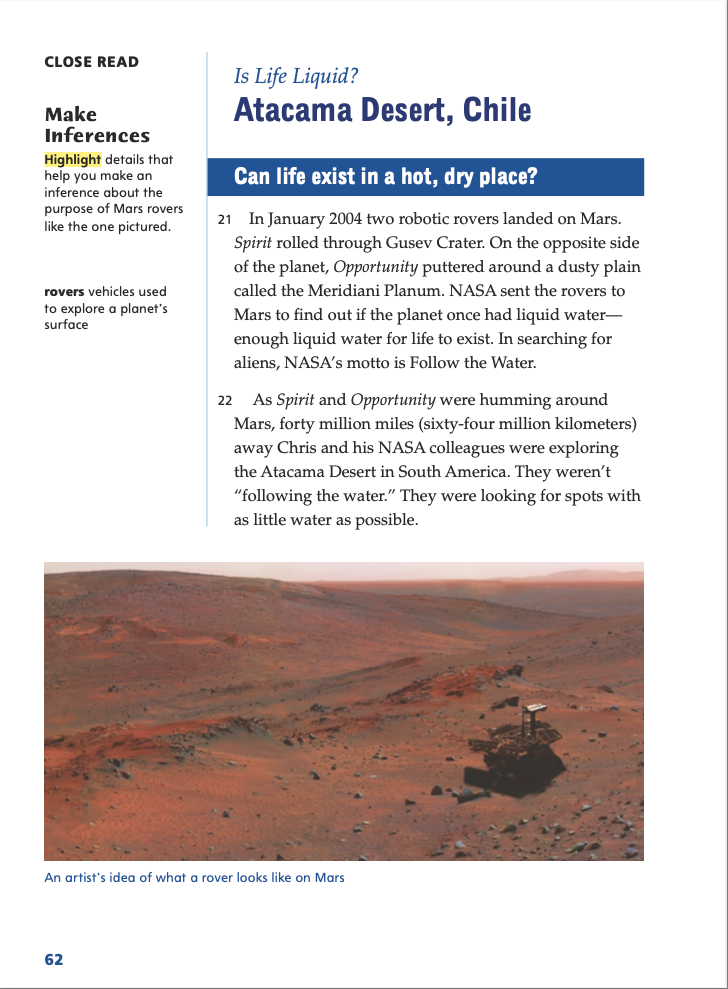 CLOSE READ
Make
Inferences
Highlight details that
help you make an
inference about the
purpose of Mars rovers
like the one pictured.
rovers vehicles used
to explore a planet's
surface
Is Life Liquid?
Atacama Desert, Chile
Can life exist in a hot, dry place?
21 In January 2004 two robotic rovers landed on Mars.
Spirit rolled through Gusev Crater. On the opposite side
of the planet, Opportunity puttered around a dusty plain
called the Meridiani Planum. NASA sent the rovers to
Mars to find out if the planet once had liquid water—
enough liquid water for life to exist. In searching for
aliens, NASA's motto is Follow the Water.
22 As Spirit and Opportunity were humming around
Mars, forty million miles (sixty-four million kilometers)
away Chris and his NASA colleagues were exploring
the Atacama Desert in South America. They weren't
“following the water.” They were looking for spots with
as little water as possible.
An artist's idea of what a rover looks like on Mars
62